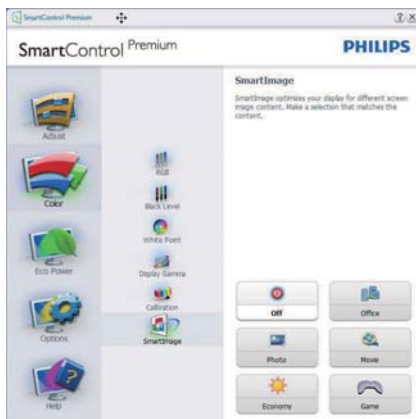 SmartControl Premium
SmartControl Premium
PHILIPS
Adjust
Color
Eco Power
Options
Help
RGB
Black Level
White Point
Display Gamma
Calibration
SmartImage
SmartImage
SmartImage optimizes your display for different screen
image content. Make a selection that matches the
content.
Off
Office
Photo
Movie
Economy
Game